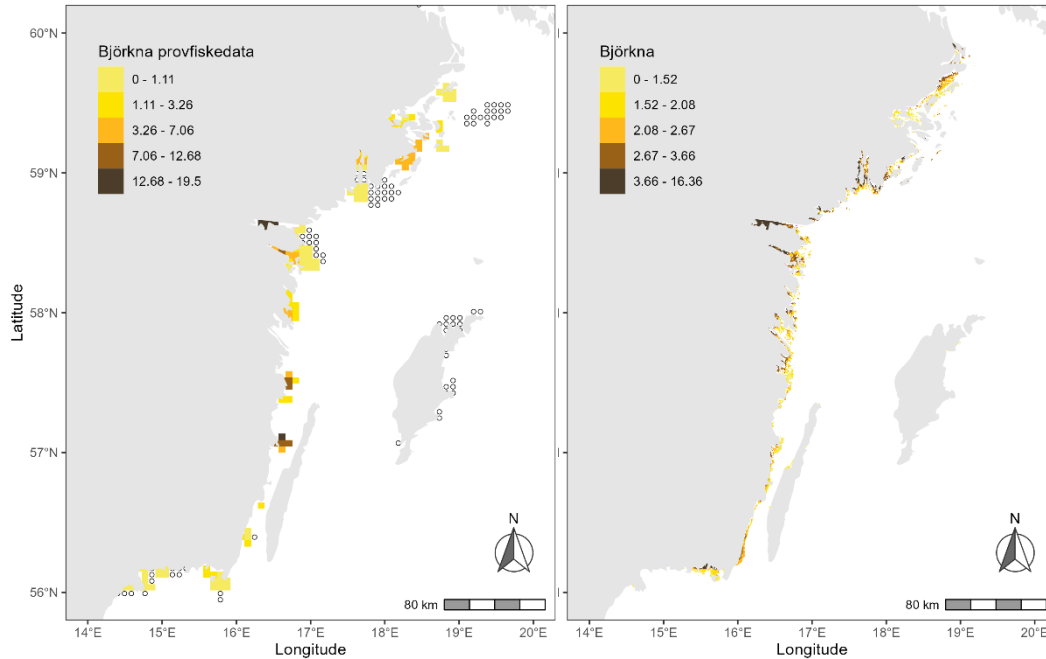 Björkna provfiskedata
0 - 1.11
1.11 - 3.26
3.26 - 7.06
7.06 - 12.68
12.68 - 19.5
Björkna
0 - 1.52
1.52 - 2.08
2.08 - 2.67
2.67 - 3.66
3.66 - 16.36
60°N
59°N
58°N
57°N
56°N
Latitude
N
80 km
N
80 km
14°E 15°E 16°E 17°E 18°E 19°E 20°E
14°E 15°E 16°E 17°E 18°E 19°E 20°E
Longitude
Longitude